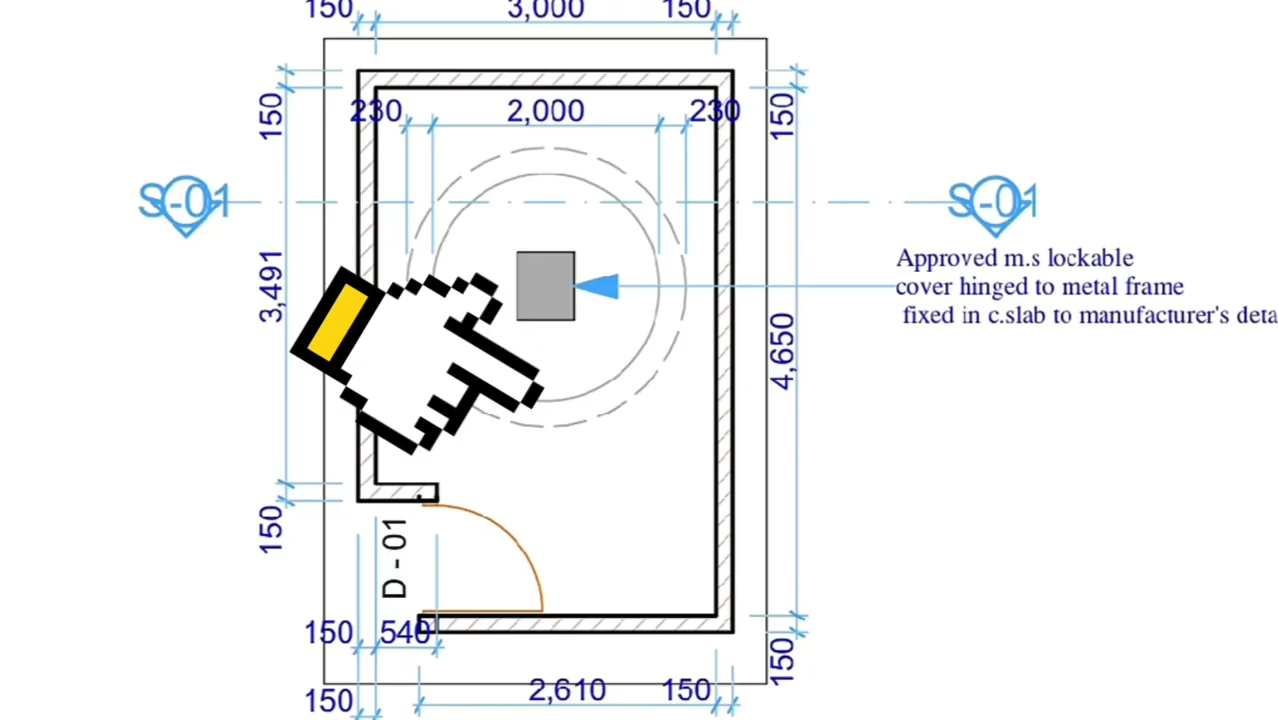 150 3,000 150
230 2,000 230
150
150
S-01
S-01
Approved m.s lockable
cover hinged to metal frame
fixed in c.slab to manufacturer's deta
3,491
4,650
150
D - 01
150 540
150
2,610 150
150